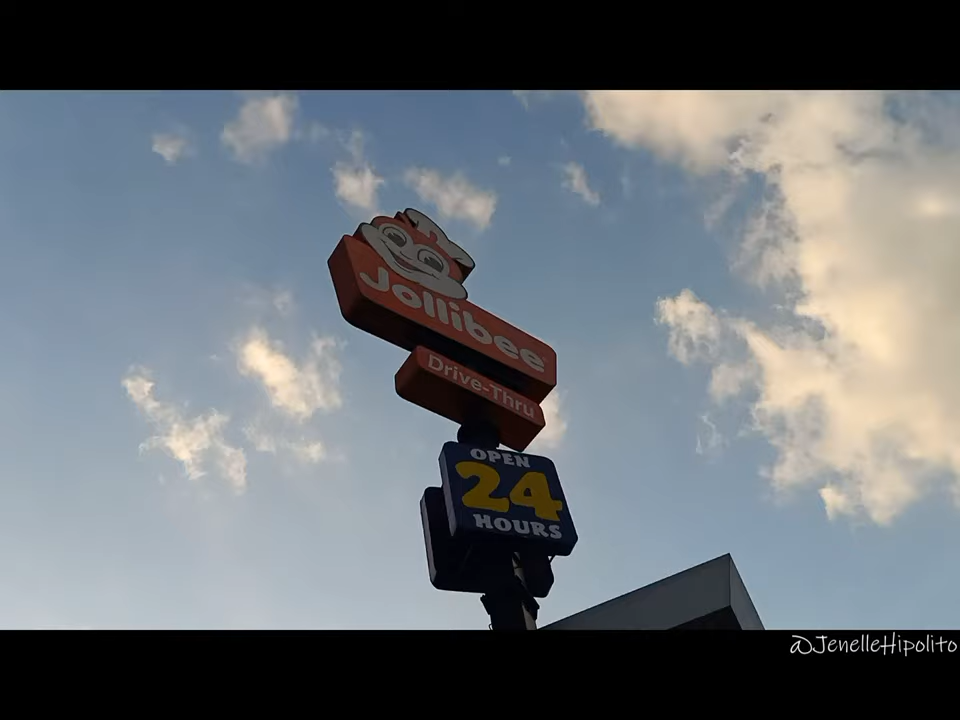 Jollibee
Drive-Thru
OPEN
24
HOURS
@JenelleHipolito